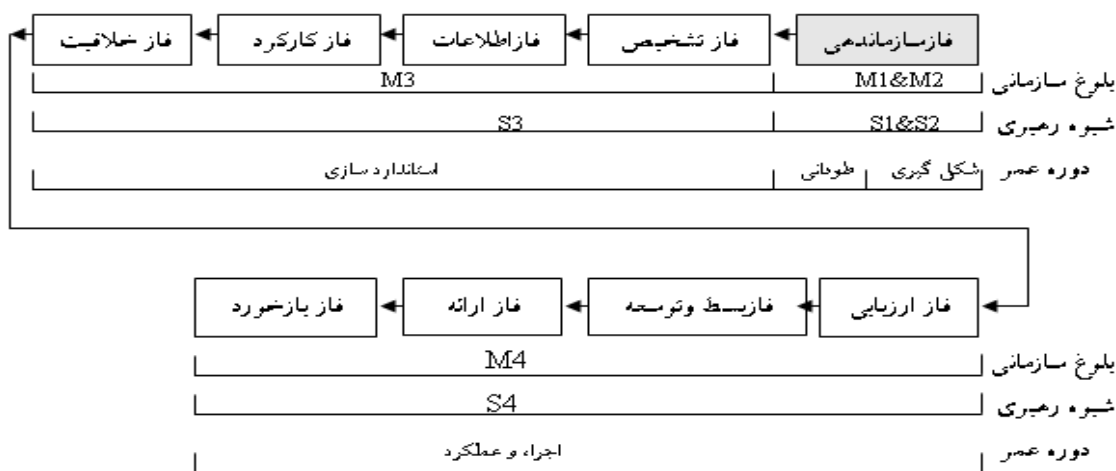 فازسازماندهی فاز تشخیص فازاطلاعات فاز کارکرد فاز خلاقیت
بلوغ سازمانی M1&M2 M3
شیوه رهبری S1&S2 S3
دوره عمر شکل گیری طوفانی استاندارد سازی
فاز ارزیابی فازبسط وتوسعه فاز ارائه فاز بازخورد
بلوغ سازمانی M4
شیوه رهبری S4
دوره عمر اجراء و عملکرد